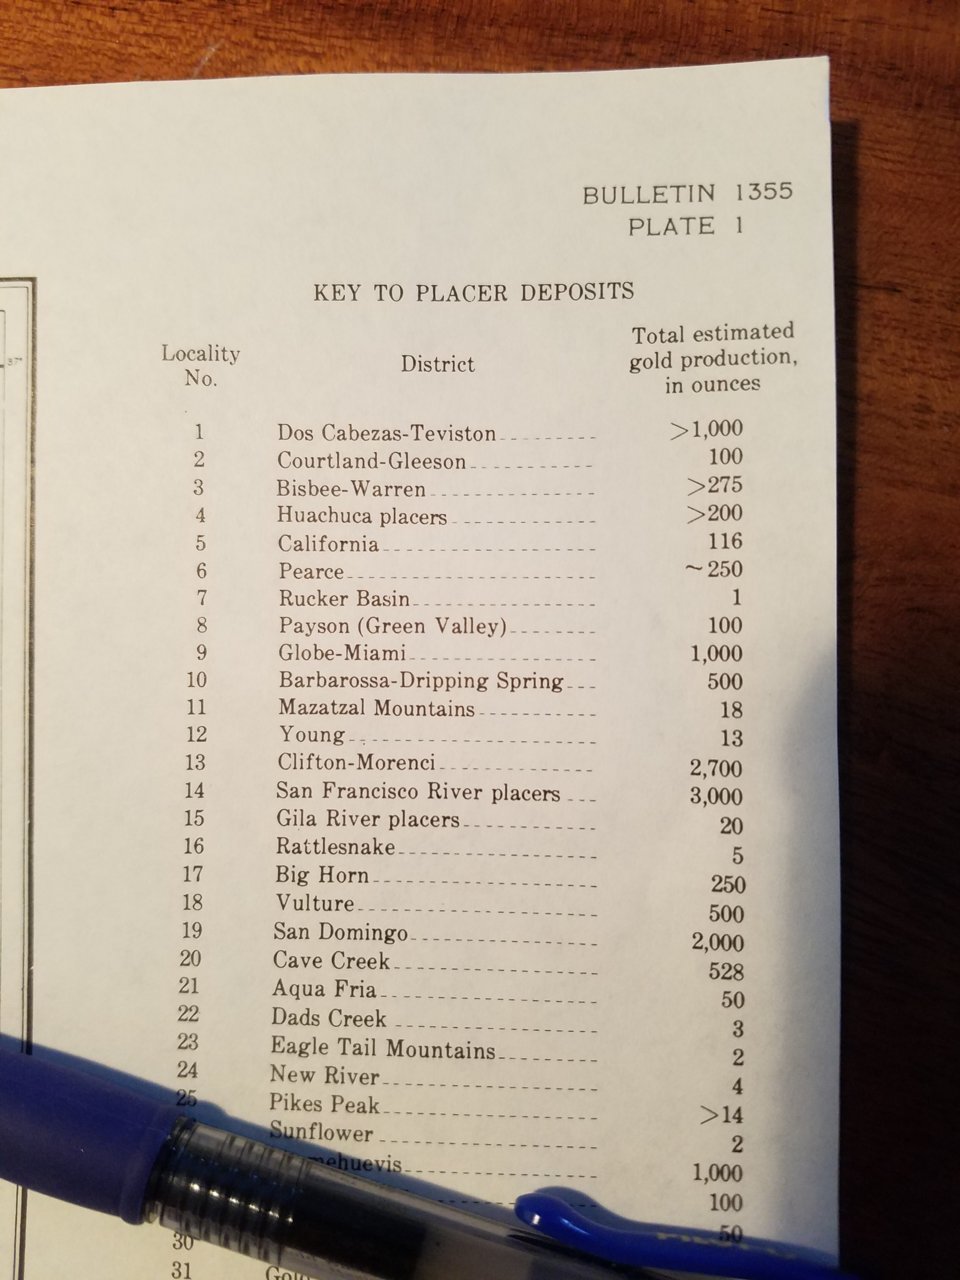 BULLETIN 1355
PLATE 1
KEY TO PLACER DEPOSITS
37°
Locality No. District Total estimated gold production, in ounces
1 Dos Cabezas-Teviston >1,000
2 Courtland-Gleeson 100
3 Bisbee-Warren >275
4 Huachuca placers >200
5 California 116
6 Pearce ~250
7 Rucker Basin 1
8 Payson (Green Valley) 100
9 Globe-Miami 1,000
10 Barbarossa-Dripping Spring 500
11 Mazatzal Mountains 18
12 Young 13
13 Clifton-Morenci 2,700
14 San Francisco River placers 3,000
15 Gila River placers 20
16 Rattlesnake 5
17 Big Horn 250
18 Vulture 500
19 San Domingo 2,000
20 Cave Creek 528
21 Aqua Fria 50
22 Dads Creek 3
23 Eagle Tail Mountains 2
24 New River 4
25 Pikes Peak >14
Sunflower 2
1,000
100
50
30
31